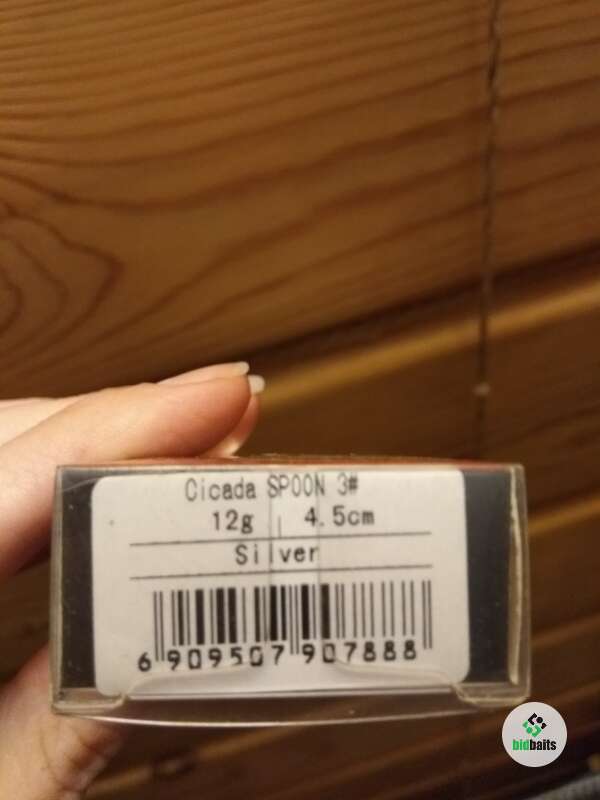 Cicada SPOON 3#
12g 4.5cm
Silver
6 909507 907888
bidbaits